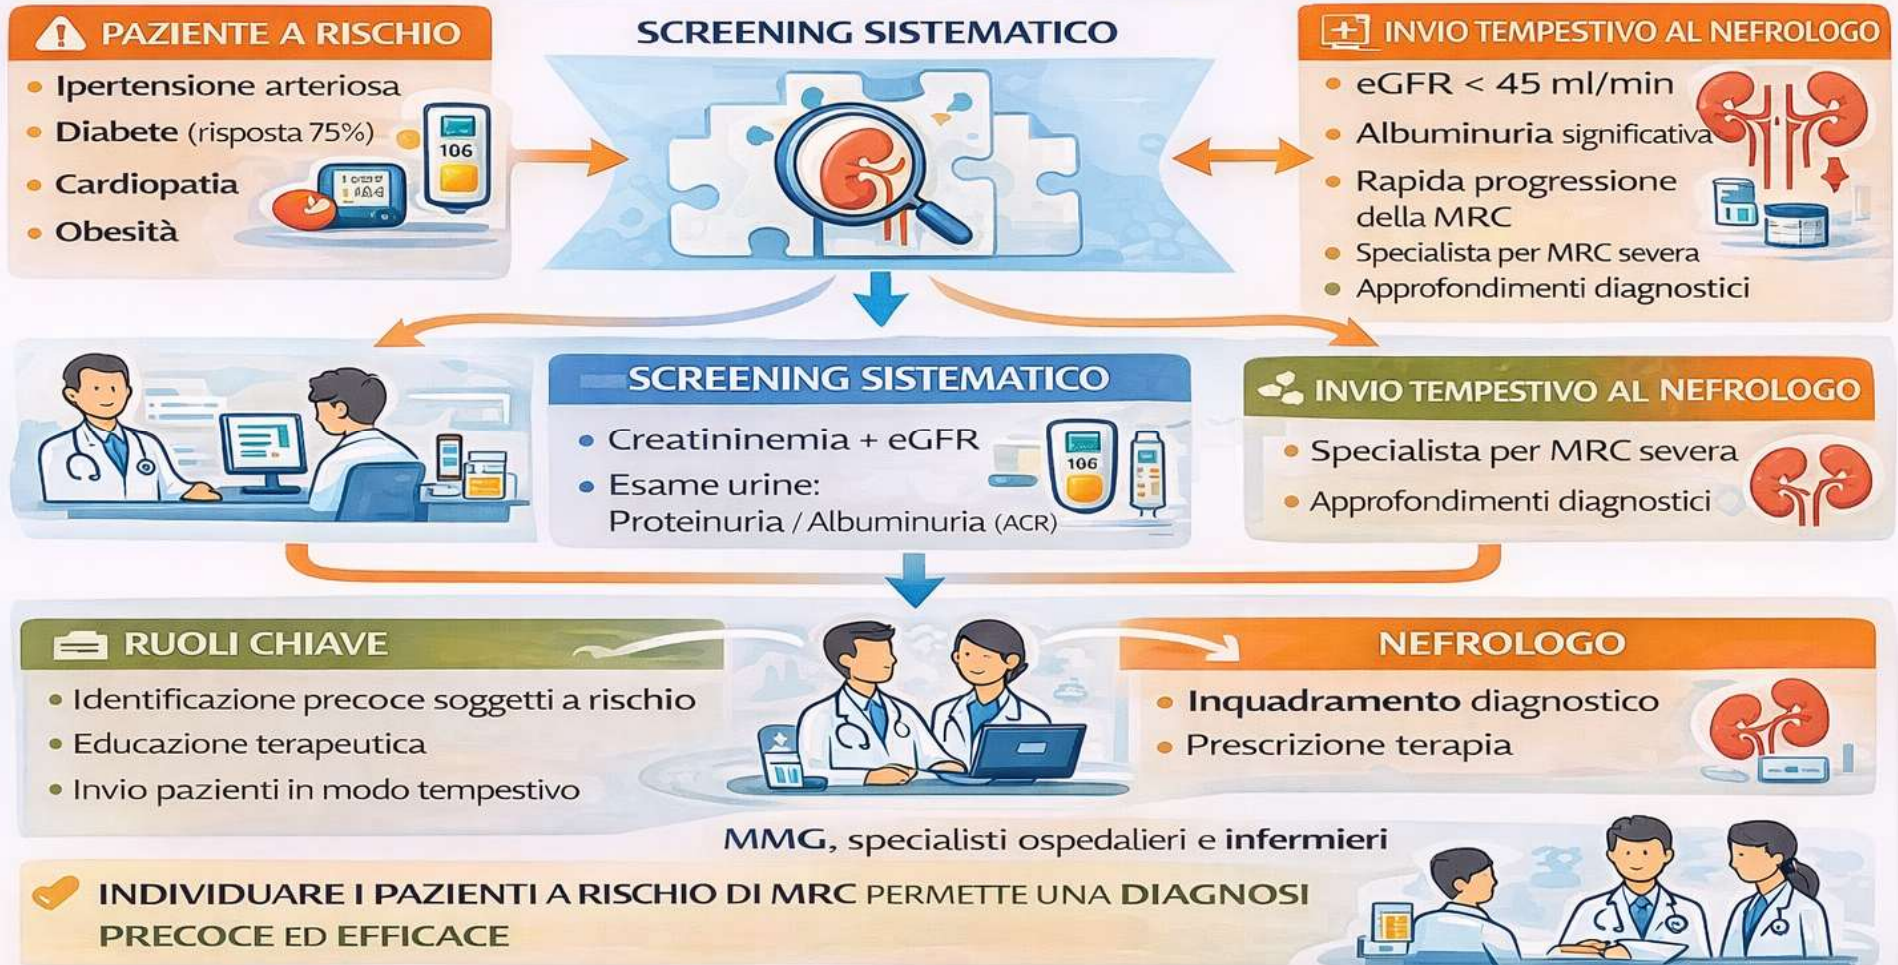 PAZIENTE A RISCHIO
• Ipertensione arteriosa
• Diabete (risposta 75%)
• Cardiopatia
• Obesità
106
SCREENING SISTEMATICO
INVIO TEMPESTIVO AL NEFROLOGO
• eGFR < 45 ml/min
• Albuminuria significativa
• Rapida progressione
della MRC
• Specialista per MRC severa
• Approfondimenti diagnostici
SCREENING SISTEMATICO
• Creatininemia + eGFR
• Esame urine:
Proteinuria / Albuminuria (ACR)
106
INVIO TEMPESTIVO AL NEFROLOGO
• Specialista per MRC severa
• Approfondimenti diagnostici
RUOLI CHIAVE
• Identificazione precoce soggetti a rischio
• Educazione terapeutica
• Invio pazienti in modo tempestivo
NEFROLOGO
• Inquadramento diagnostico
• Prescrizione terapia
MMG, specialisti ospedalieri e infermieri
INDIVIDUARE I PAZIENTI A RISCHIO DI MRC PERMETTE UNA DIAGNOSI
PRECOCE ED EFFICACE